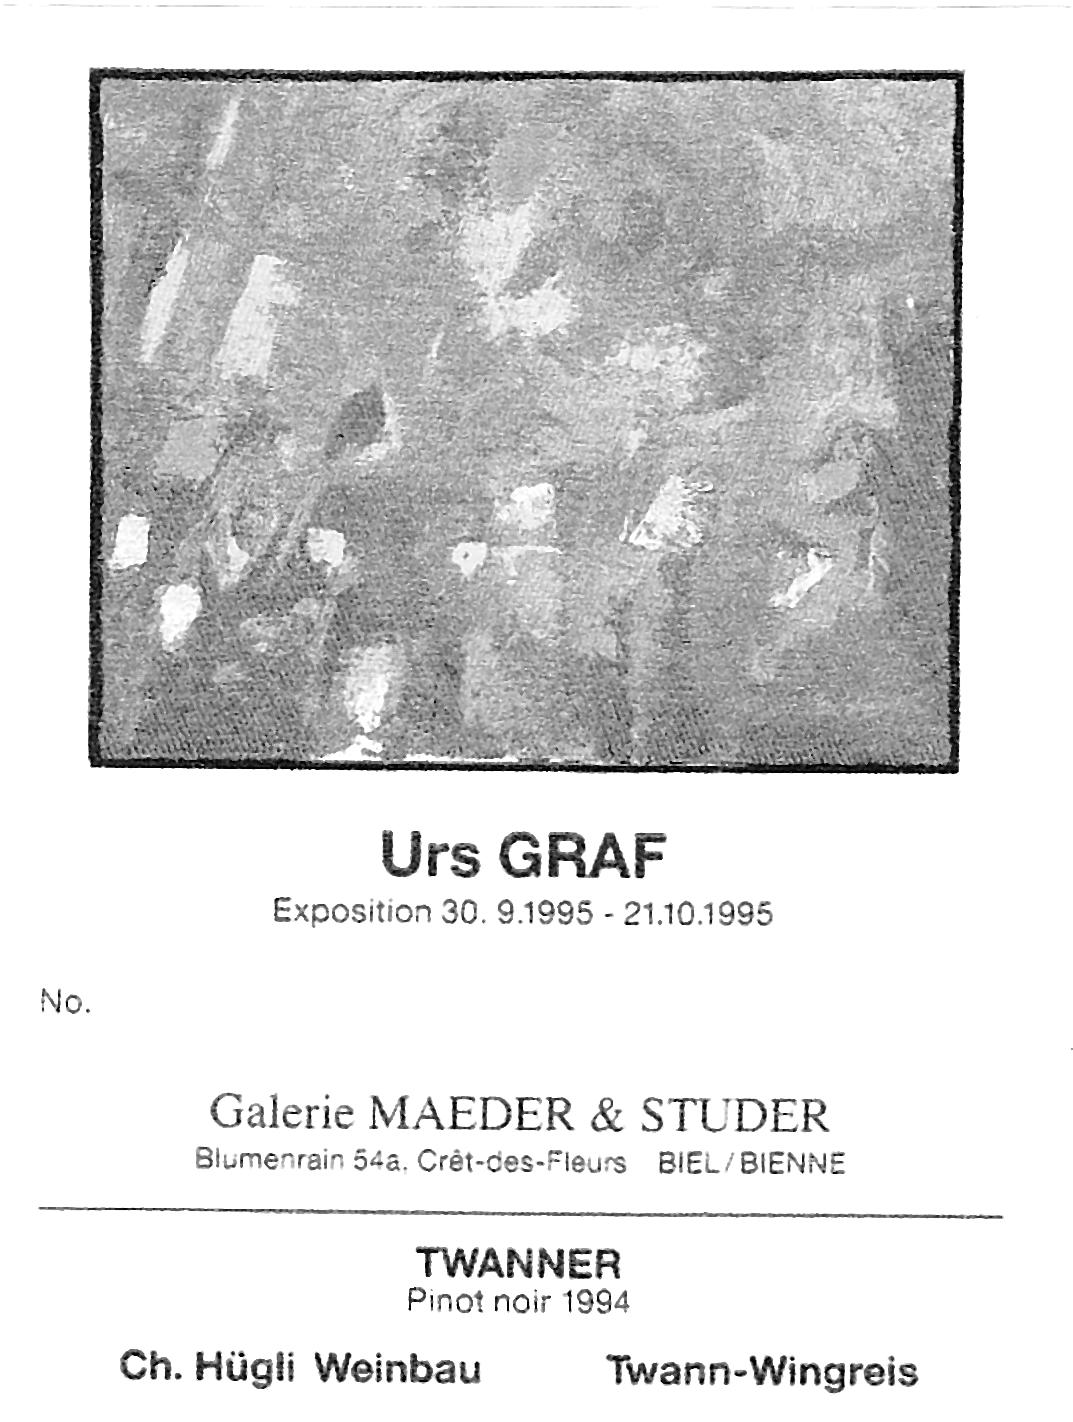 Urs GRAF
Exposition 30. 9.1995 - 21.10.1995
No.
Galerie MAEDER & STUDER
Blumenrain 54a, Crêt-des-Fleurs BIEL/BIENNE
TWANNER
Pinot noir 1994
Ch. Hügli Weinbau Twann-Wingreis